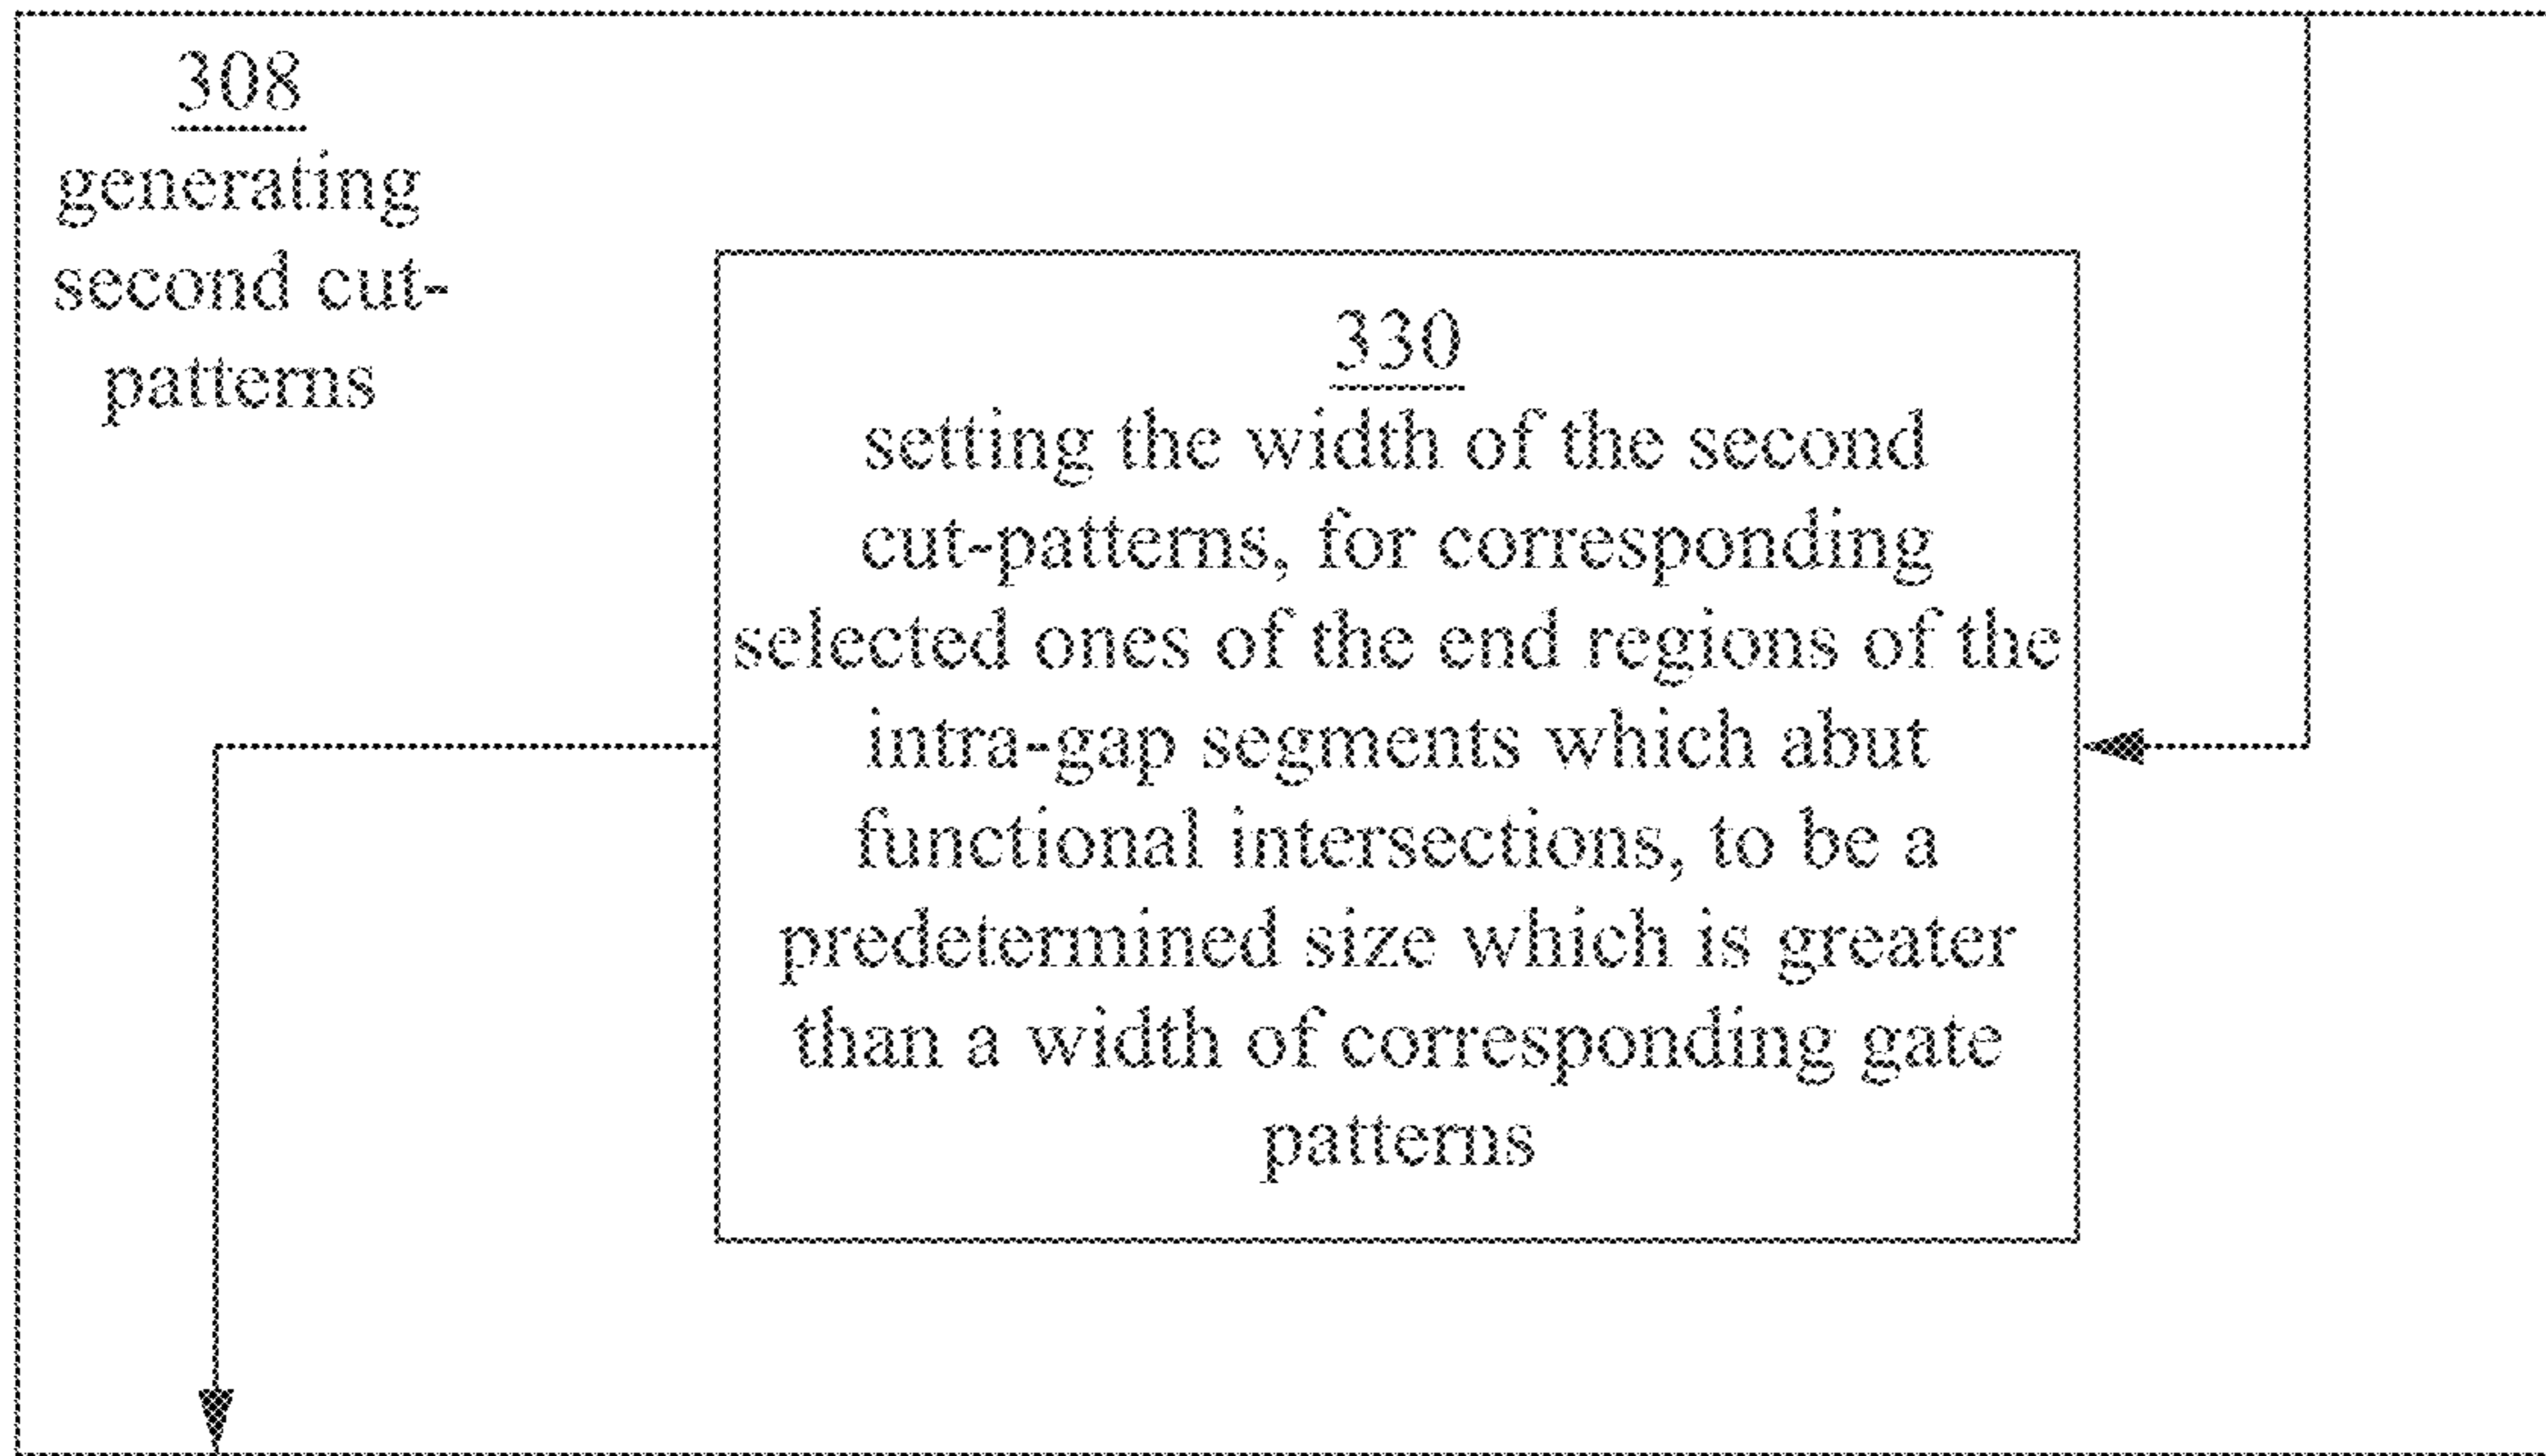 308
generating
second cut-
patterns
330
setting the width of the second
cut-patterns, for corresponding
selected ones of the end regions of the
intra-gap segments which abut
functional intersections, to be a
predetermined size which is greater
than a width of corresponding gate
patterns